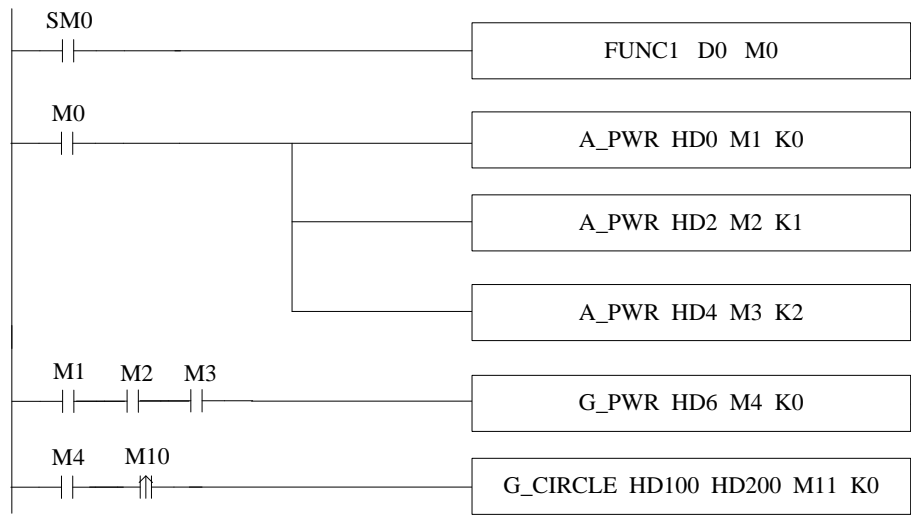 SM0
FUNC1 D0 M0
M0
A_PWR HD0 M1 K0
A_PWR HD2 M2 K1
A_PWR HD4 M3 K2
M1 M2 M3
G_PWR HD6 M4 K0
M4 M10
G_CIRCLE HD100 HD200 M11 K0